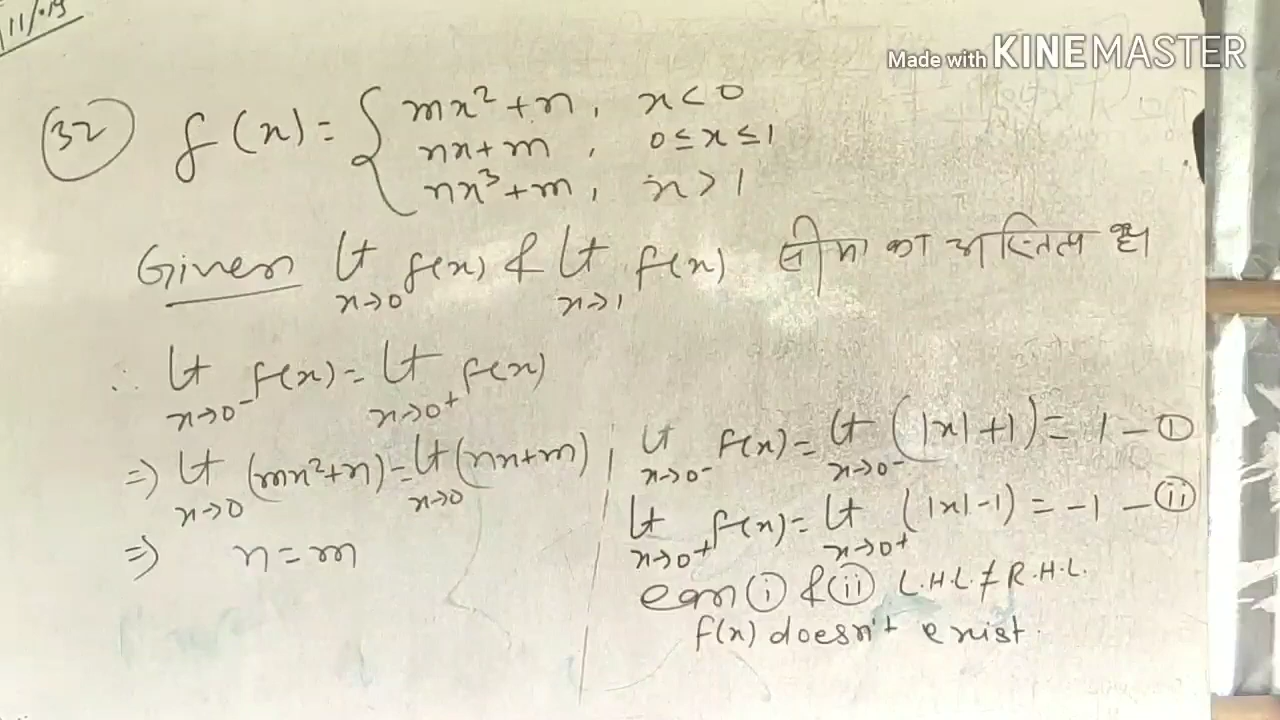 11/.15
Made with KINEMASTER
(32) f(x) = { mx² + n, x < 0
nx + m, 0 ≤ x ≤ 1
nx³ + m, x > 1
Given Lt x→0 f(x) & Lt x→1 f(x) सीमा का अस्तित्व है।
∴ Lt x→0⁻ f(x) = Lt x→0⁺ f(x)
⇒ Lt x→0 (mx²+n) = Lt x→0 (nx+m)
⇒ n = m
; Lt x→0⁻ f(x) = Lt x→0⁻ (|x| + 1) = 1 — (i)
Lt x→0⁺ f(x) = Lt x→0⁺ (|x| - 1) = -1 — (ii)
eqn (i) & (ii) L.H.L. ≠ R.H.L.
f(x) doesn't exist.